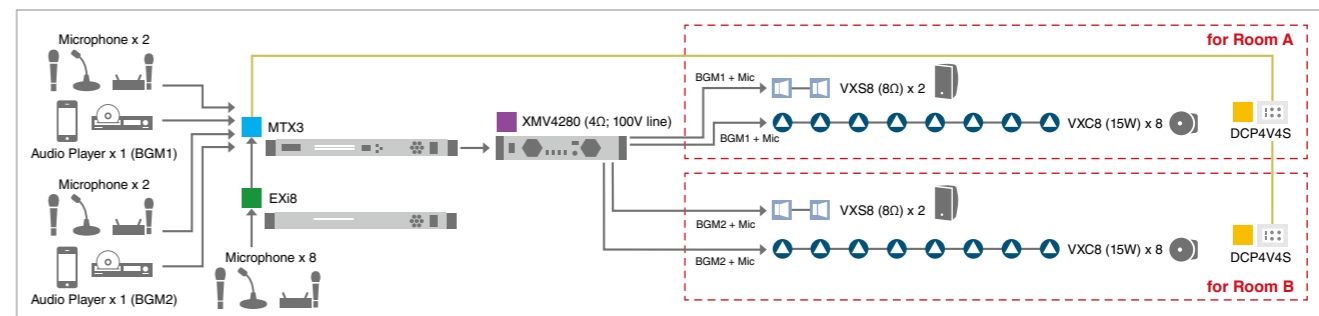 Microphone x 2
Audio Player x 1 (BGM1)
Microphone x 2
Audio Player x 1 (BGM2)
MTX3
EXi8
Microphone x 8
XMV4280 (4Ω; 100V line)
for Room A
BGM1 + Mic
VXS8 (8Ω) x 2
BGM1 + Mic
VXC8 (15W) x 8
DCP4V4S
BGM2 + Mic
VXS8 (8Ω) x 2
BGM2 + Mic
VXC8 (15W) x 8
DCP4V4S
for Room B